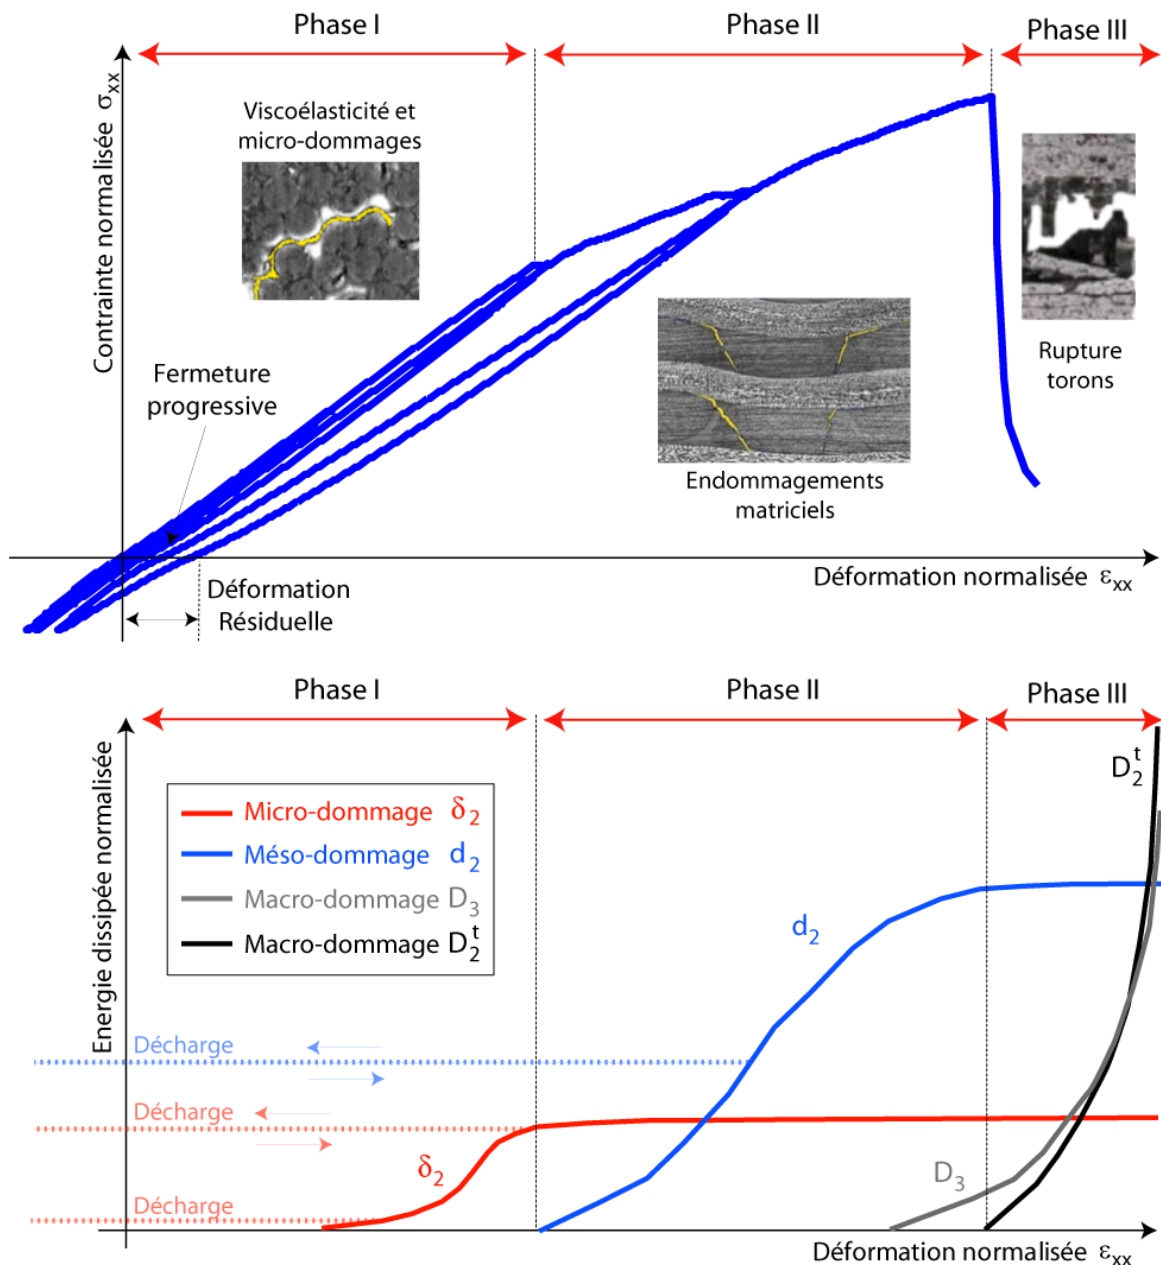 Phase I
Phase II
Phase III
Contrainte normalisée σxx
Viscoélasticité et
micro-dommages
Fermeture
progressive
Rupture
torons
Endommagements
matriciels
Déformation normalisée εxx
Déformation
Résiduelle
Phase I
Phase II
Phase III
Energie dissipée normalisée
D2t
Micro-dommage δ2
Méso-dommage d2
Macro-dommage D3
Macro-dommage D2t
d2
Décharge
Décharge
δ2
D3
Décharge
Déformation normalisée εxx